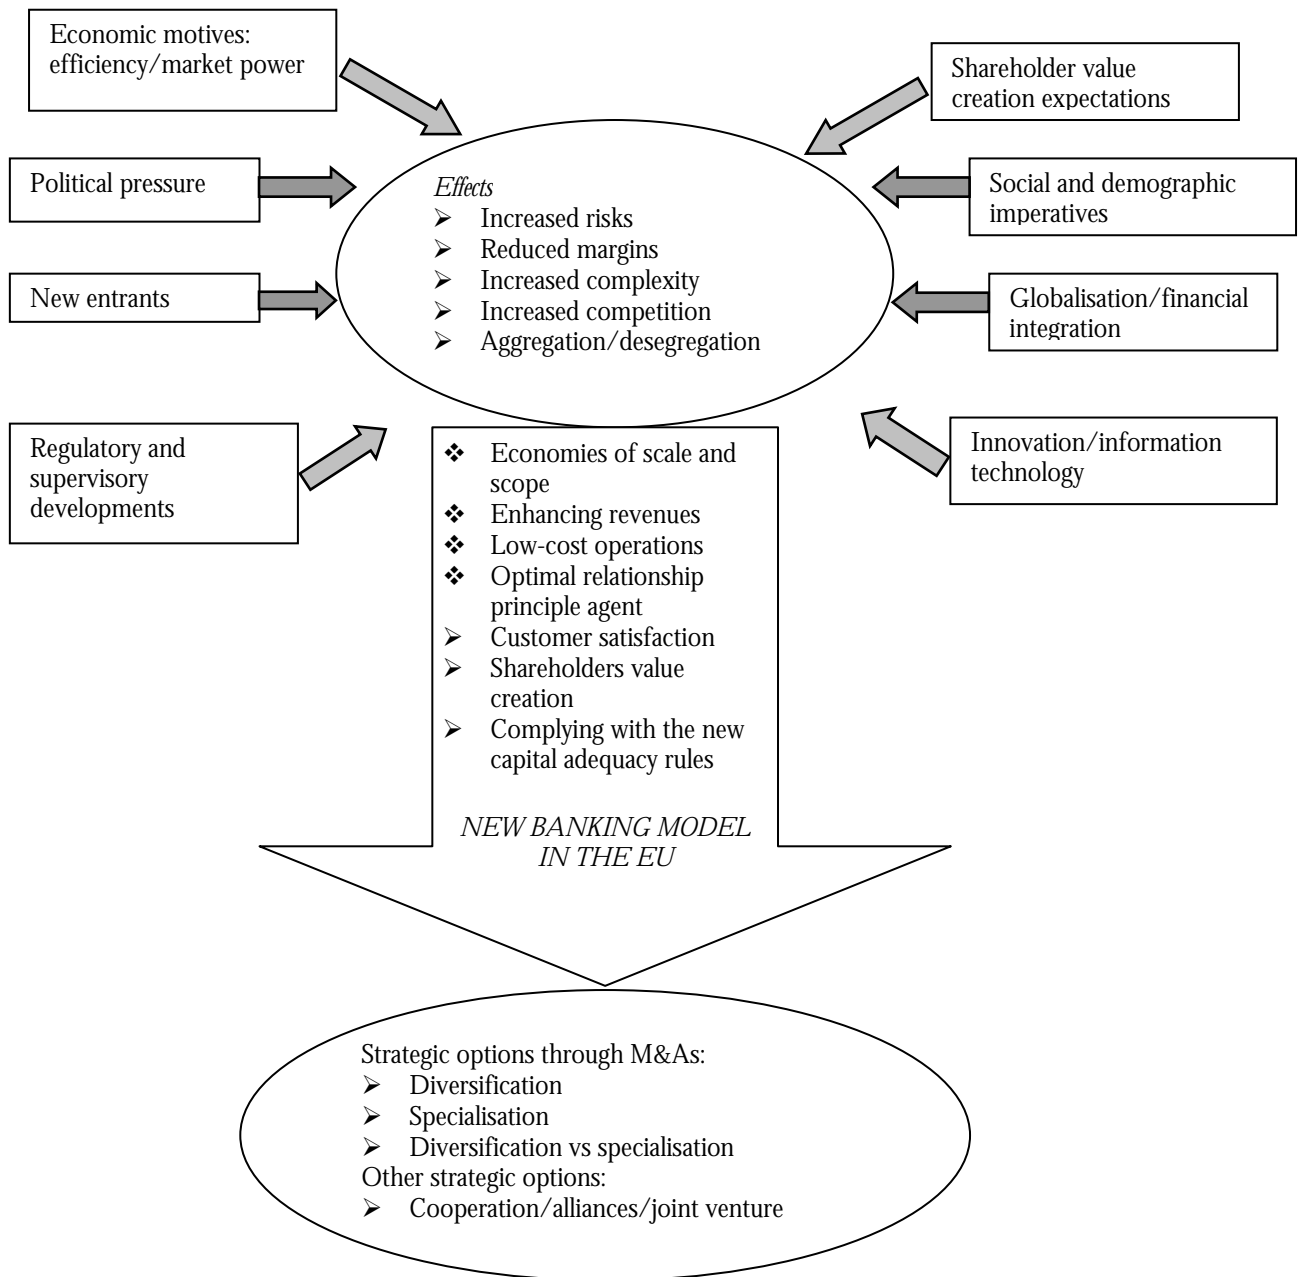 Economic motives:
efficiency/market power
Shareholder value
creation expectations
Political pressure
Social and demographic
imperatives
New entrants
Globalisation/financial
integration
Regulatory and
supervisory
developments
Innovation/information
technology
Effects
➢ Increased risks
➢ Reduced margins
➢ Increased complexity
➢ Increased competition
➢ Aggregation/desegregation
❖ Economies of scale and
scope
❖ Enhancing revenues
❖ Low-cost operations
❖ Optimal relationship
principle agent
➢ Customer satisfaction
➢ Shareholders value
creation
➢ Complying with the new
capital adequacy rules
NEW BANKING MODEL
IN THE EU
Strategic options through M&As:
➢ Diversification
➢ Specialisation
➢ Diversification vs specialisation
Other strategic options:
➢ Cooperation/alliances/joint venture